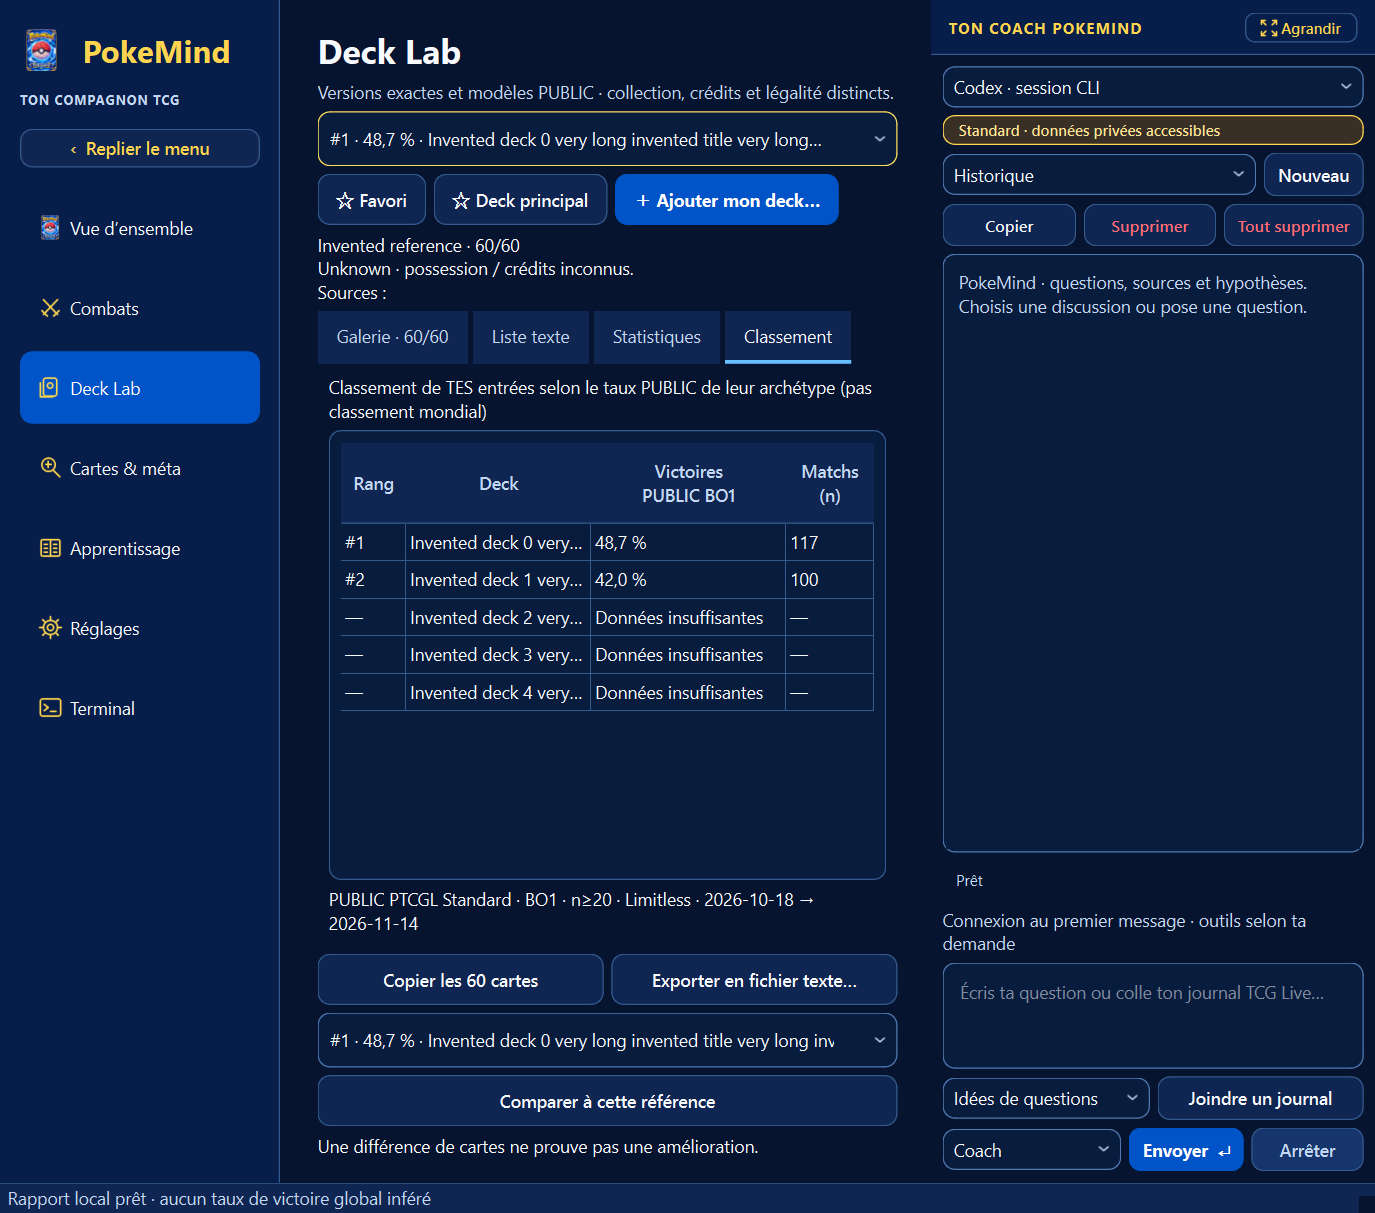 PokeMind
TON COMPAGNON TCG
‹ Replier le menu
Vue d'ensemble
Combats
Deck Lab
Cartes & méta
Apprentissage
Réglages
Terminal
Deck Lab
Versions exactes et modèles PUBLIC · collection, crédits et légalité distincts.
#1 · 48,7 % · Invented deck 0 very long invented title very long...
☆ Favori
☆ Deck principal
+ Ajouter mon deck...
Invented reference · 60/60
Unknown · possession / crédits inconnus.
Sources :
Galerie · 60/60
Liste texte
Statistiques
Classement
Classement de TES entrées selon le taux PUBLIC de leur archétype (pas
classement mondial)
Rang Deck Victoires PUBLIC BO1 Matchs (n)
#1 Invented deck 0 very... 48,7 % 117
#2 Invented deck 1 very... 42,0 % 100
— Invented deck 2 very... Données insuffisantes —
— Invented deck 3 very... Données insuffisantes —
— Invented deck 4 very... Données insuffisantes —
PUBLIC PTCGL Standard · BO1 · n≥20 · Limitless · 2026-10-18 →
2026-11-14
Copier les 60 cartes
Exporter en fichier texte...
#1 · 48,7 % · Invented deck 0 very long invented title very long inv
Comparer à cette référence
Une différence de cartes ne prouve pas une amélioration.
TON COACH POKEMIND
Agrandir
Codex · session CLI
Standard · données privées accessibles
Historique
Nouveau
Copier
Supprimer
Tout supprimer
PokeMind · questions, sources et hypothèses.
Choisis une discussion ou pose une question.
Prêt
Connexion au premier message · outils selon ta
demande
Écris ta question ou colle ton journal TCG Live...
Idées de questions
Joindre un journal
Coach
Envoyer ↵
Arrêter
Rapport local prêt · aucun taux de victoire global inféré